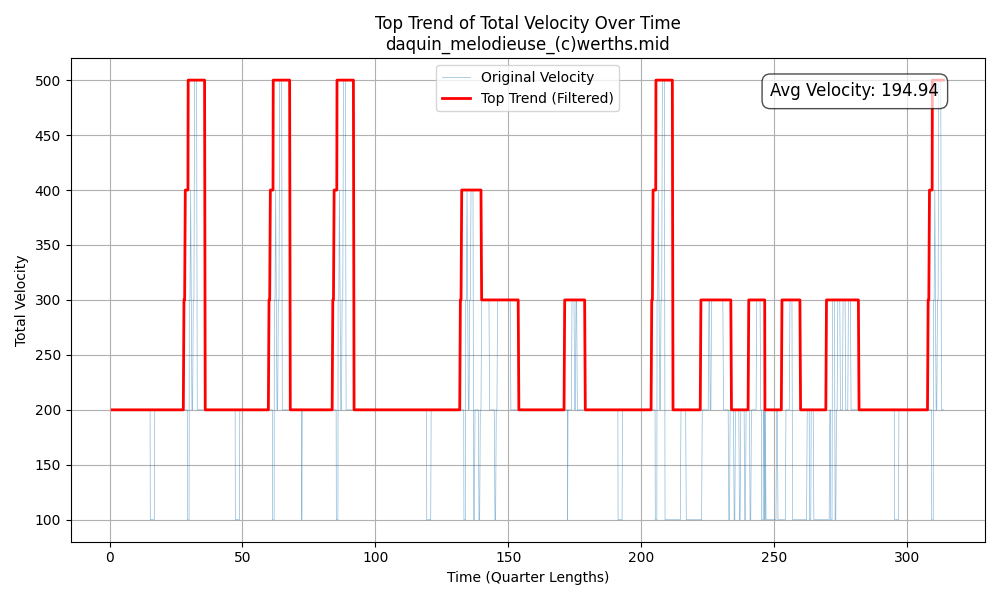 Top Trend of Total Velocity Over Time
daquin_melodieuse_(c)werths.mid
Original Velocity
Top Trend (Filtered)
Avg Velocity: 194.94
Total Velocity
500
450
400
350
300
250
200
150
100
0 50 100 150 200 250 300
Time (Quarter Lengths)